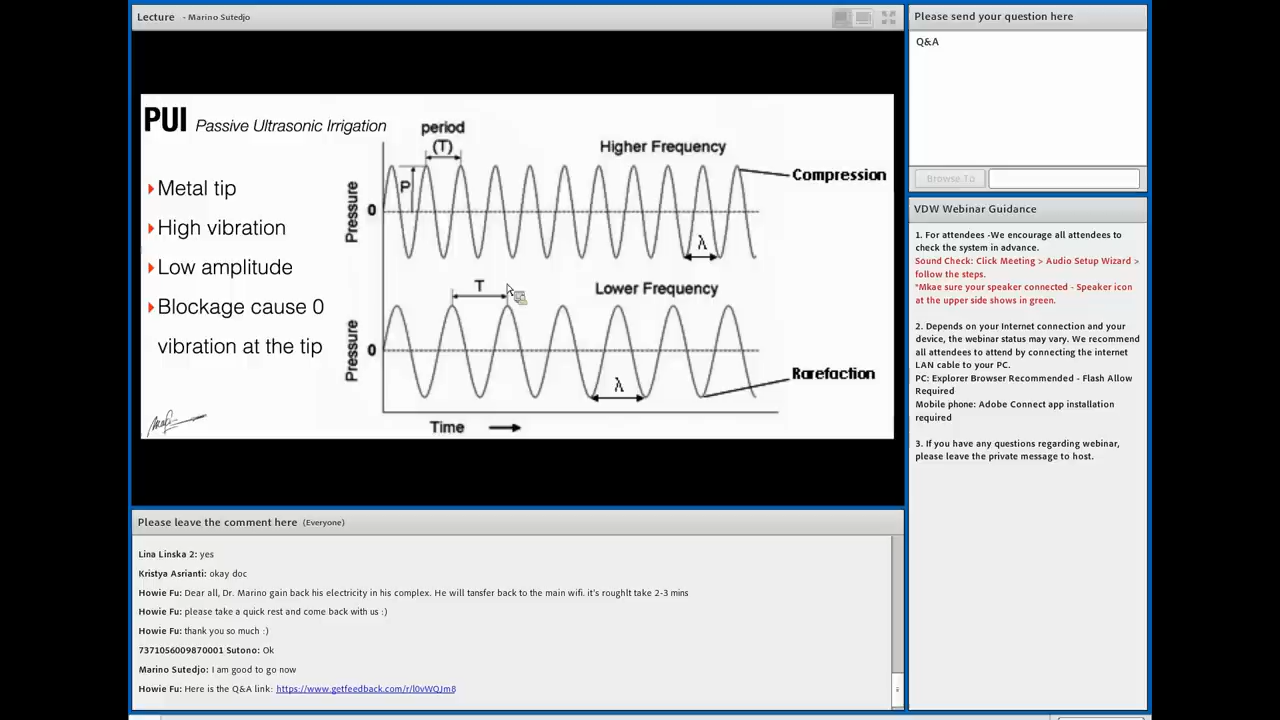 Lecture - Marino Sutedjo
PUI Passive Ultrasonic Irrigation
Metal tip
High vibration
Low amplitude
Blockage cause 0
vibration at the tip
period
(T)
Higher Frequency
Compression
P
Pressure
0
λ
T
Lower Frequency
Pressure
0
λ
Rarefaction
Time
Please leave the comment here (Everyone)
Lina Linska 2: yes
Kristya Asrianti: okay doc
Howie Fu: Dear all, Dr. Marino gain back his electricity in his complex. He will tansfer back to the main wifi. it's roughlt take 2-3 mins
Howie Fu: please take a quick rest and come back with us :)
Howie Fu: thank you so much :)
7371056009870001 Sutono: Ok
Marino Sutedjo: I am good to go now
Howie Fu: Here is the Q&A link: https://www.getfeedback.com/r/l0vWQJm8
Please send your question here
Q&A
Browse To
VDW Webinar Guidance
1. For attendees -We encourage all attendees to
check the system in advance.
Sound Check: Click Meeting > Audio Setup Wizard >
follow the steps.
*Mkae sure your speaker connected - Speaker icon
at the upper side shows in green.
2. Depends on your Internet connection and your
device, the webinar status may vary. We recommend
all attendees to attend by connecting the internet
LAN cable to your PC.
PC: Explorer Browser Recommended - Flash Allow
Required
Mobile phone: Adobe Connect app installation
required
3. If you have any questions regarding webinar,
please leave the private message to host.